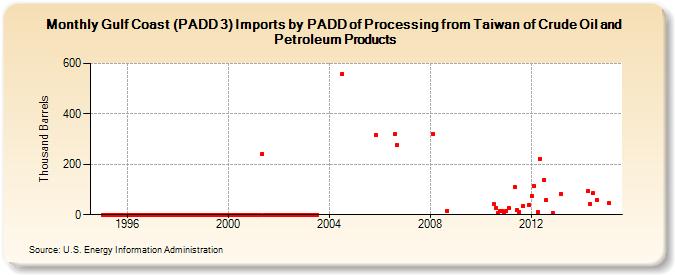 Monthly Gulf Coast (PADD 3) Imports by PADD of Processing from Taiwan of Crude Oil and
Petroleum Products
Thousand Barrels
600
400
200
0
1996
2000
2004
2008
2012
Source: U.S. Energy Information Administration